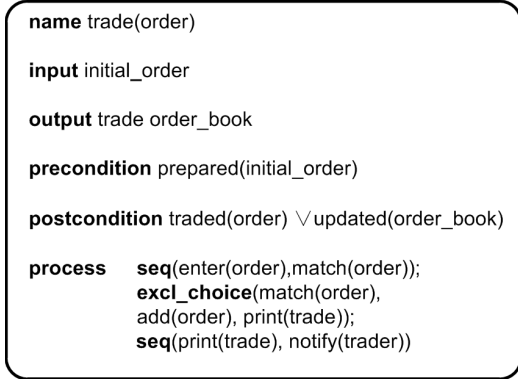 name trade(order)
input initial_order
output trade order_book
precondition prepared(initial_order)
postcondition traded(order) ∨updated(order_book)
process seq(enter(order),match(order));
excl_choice(match(order),
add(order), print(trade));
seq(print(trade), notify(trader))